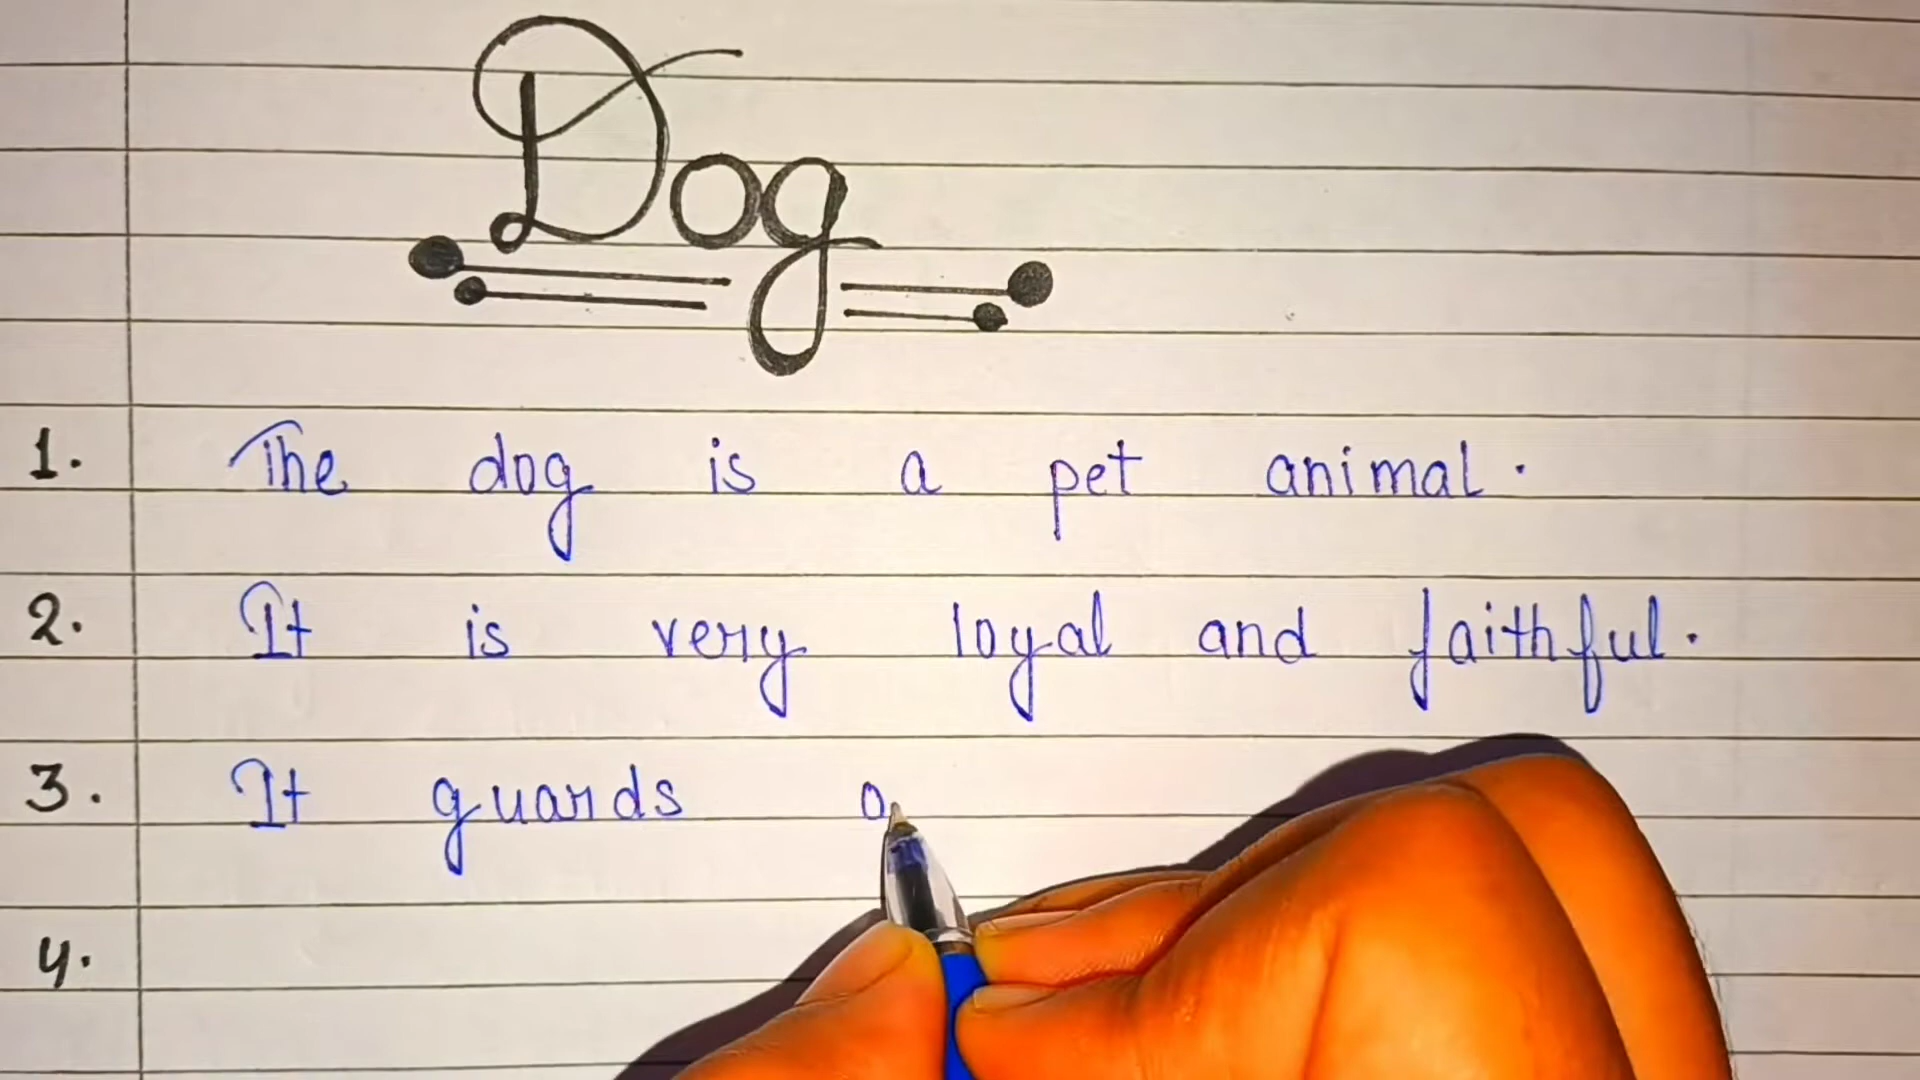 Dog
1. The dog is a pet animal.
2. It is very loyal and faithful.
3. It guards o
4.